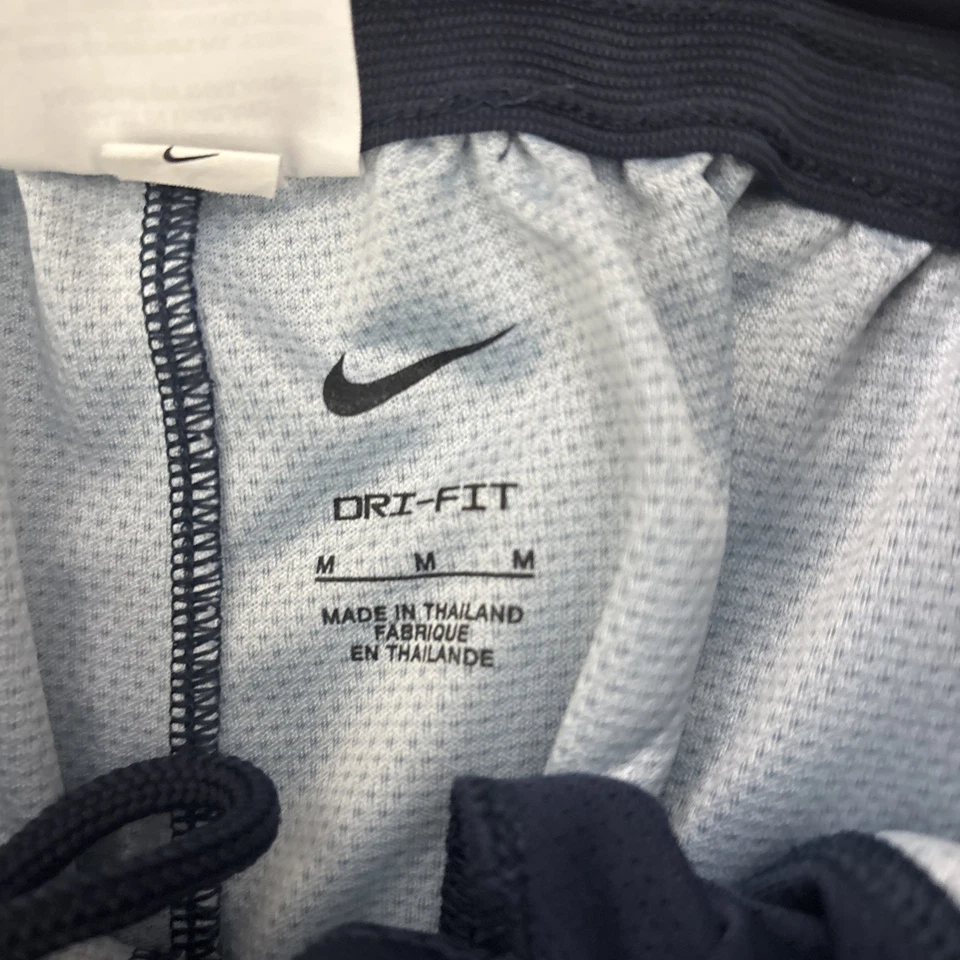 DRI-FIT
M M M
MADE IN THAILAND
FABRIQUE
EN THAILANDE